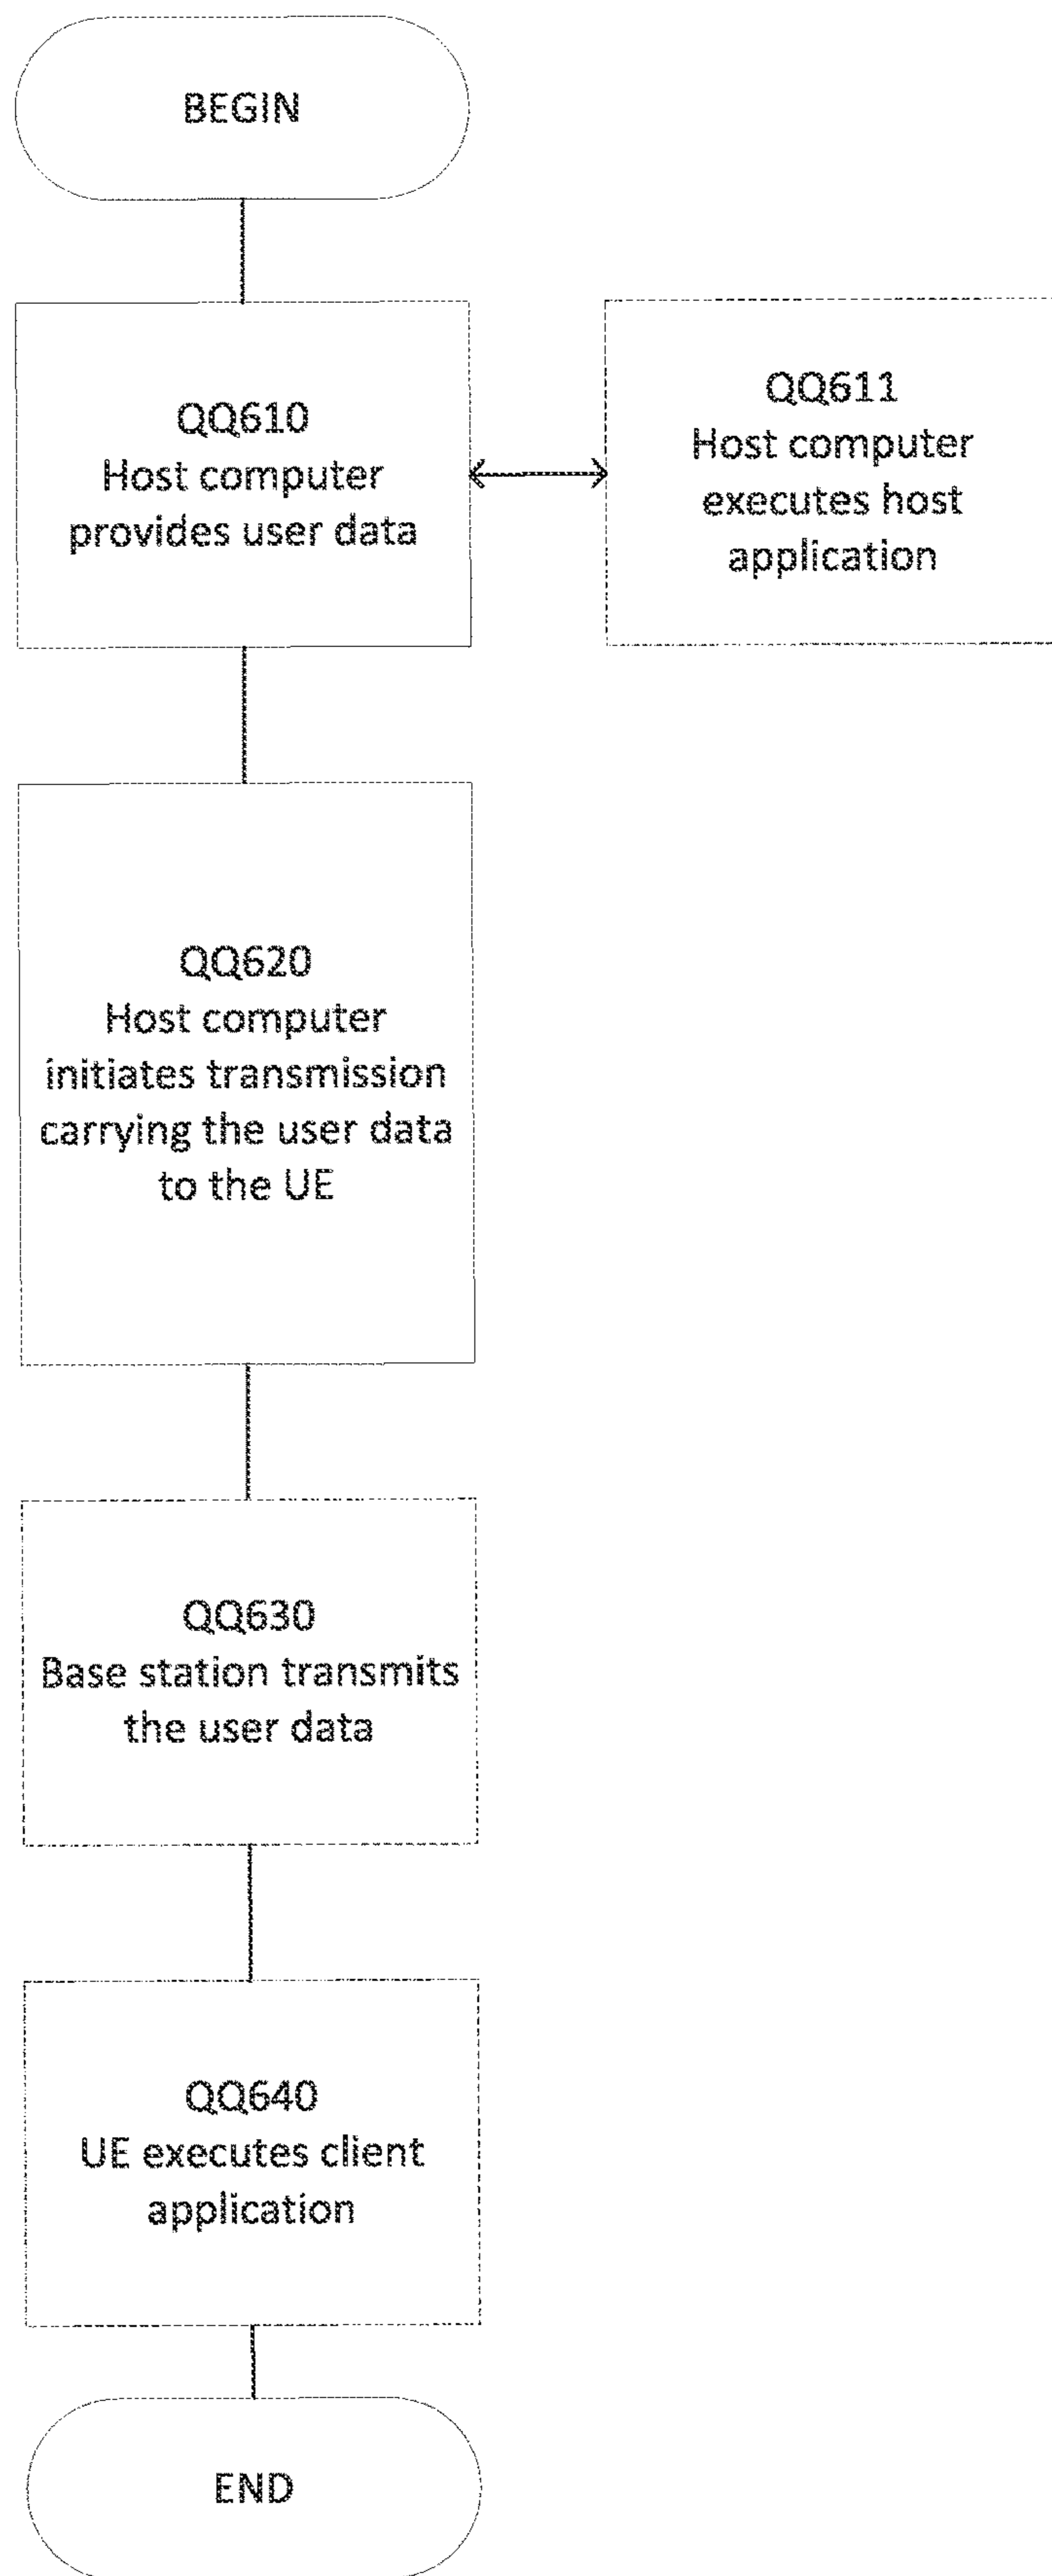 BEGIN
QQ610
Host computer
provides user data
QQ611
Host computer
executes host
application
QQ620
Host computer
initiates transmission
carrying the user data
to the UE
QQ630
Base station transmits
the user data
QQ640
UE executes client
application
END